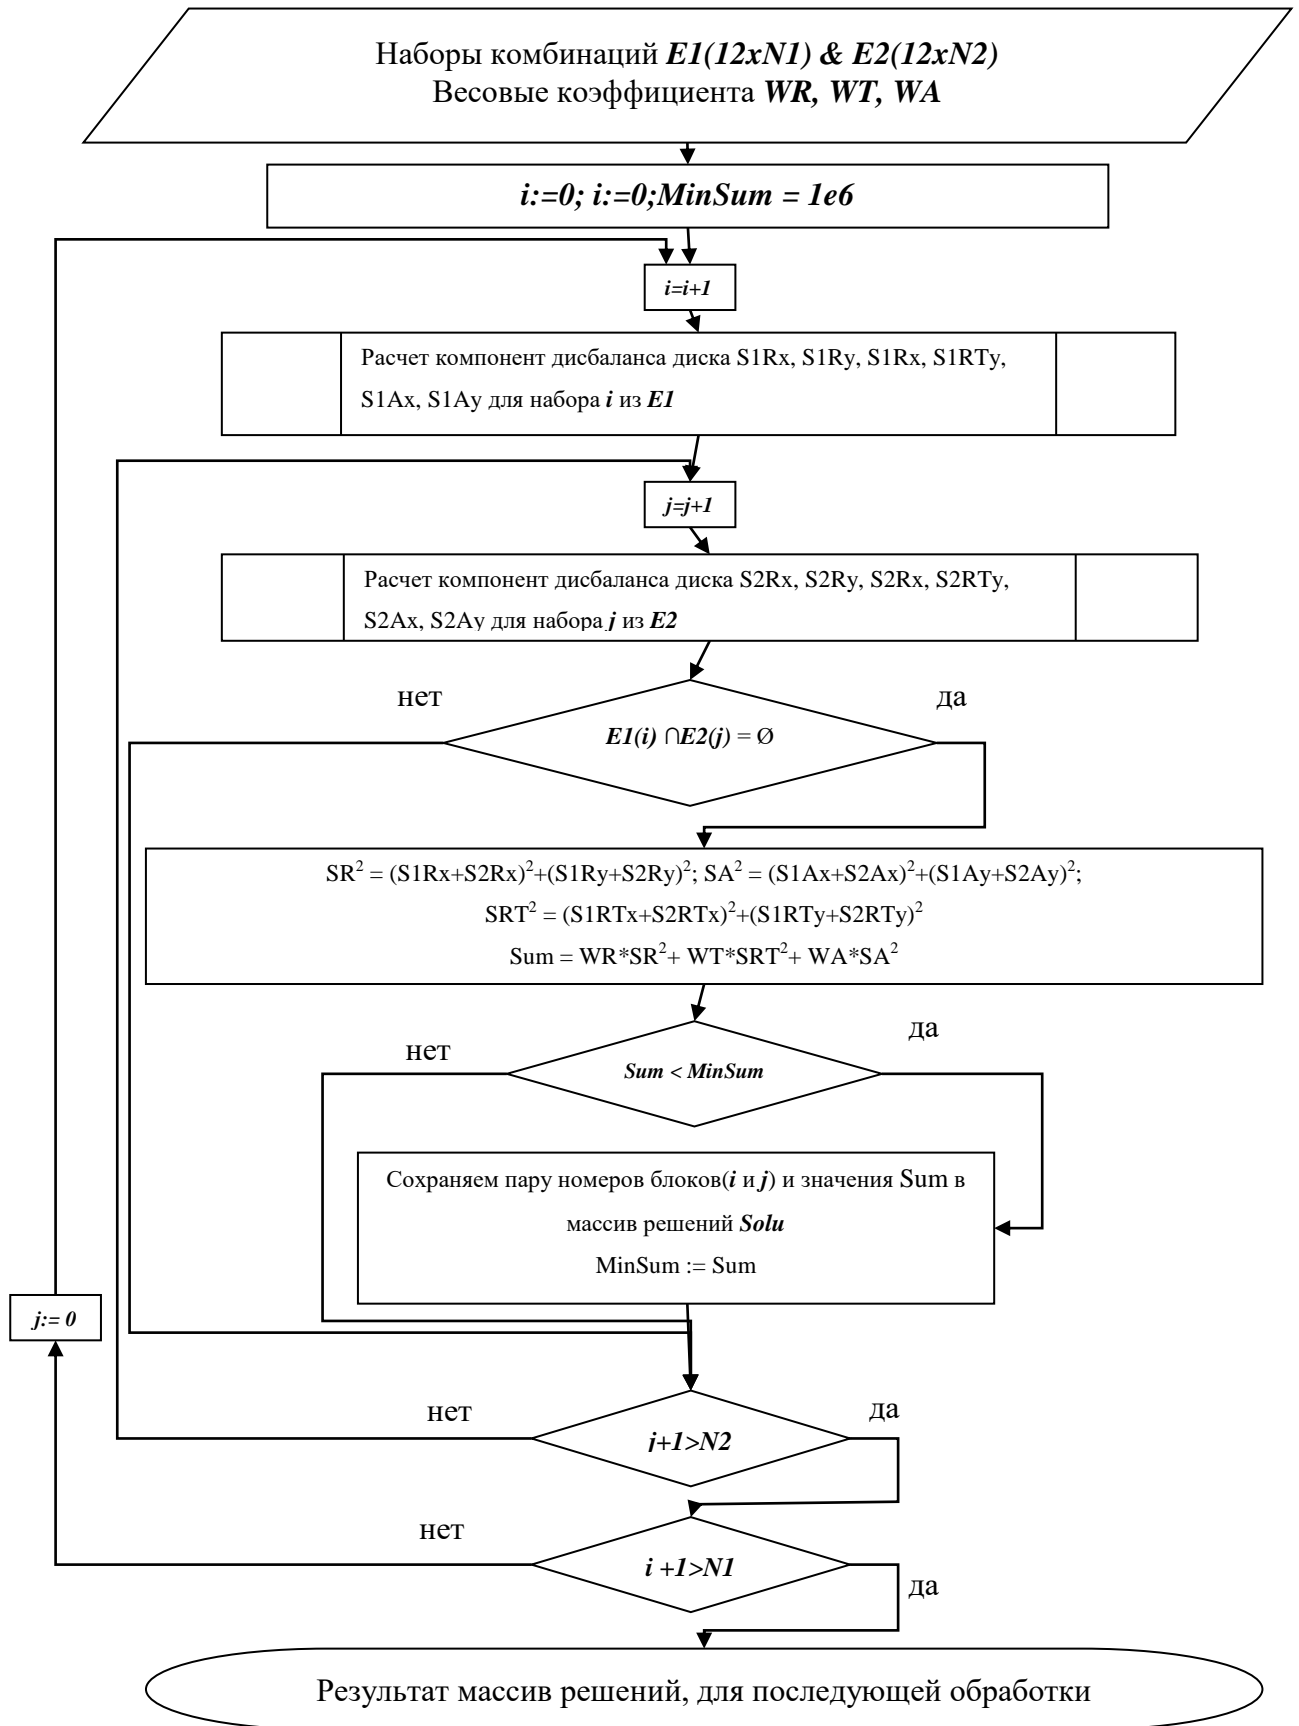 Наборы комбинаций E1(12xN1) & E2(12xN2)
Весовые коэффициента WR, WT, WA
i:=0; i:=0;MinSum = 1e6
i=i+1
Расчет компонент дисбаланса диска S1Rx, S1Ry, S1Rx, S1RTy,
S1Ax, S1Ay для набора i из E1
j=j+1
Расчет компонент дисбаланса диска S2Rx, S2Ry, S2Rx, S2RTy,
S2Ax, S2Ay для набора j из E2
нет
да
E1(i) ∩E2(j) = Ø
SR² = (S1Rx+S2Rx)²+(S1Ry+S2Ry)²; SA² = (S1Ax+S2Ax)²+(S1Ay+S2Ay)²;
SRT² = (S1RTx+S2RTx)²+(S1RTy+S2RTy)²
Sum = WR*SR²+ WT*SRT²+ WA*SA²
нет
да
Sum < MinSum
Сохраняем пару номеров блоков(i и j) и значения Sum в
массив решений Solu
MinSum := Sum
j:= 0
нет
да
j+1>N2
нет
i +1>N1
да
Результат массив решений, для последующей обработки